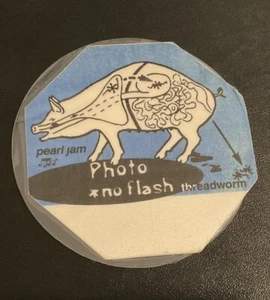 pearl jam
Photo
*no flash
threadworm